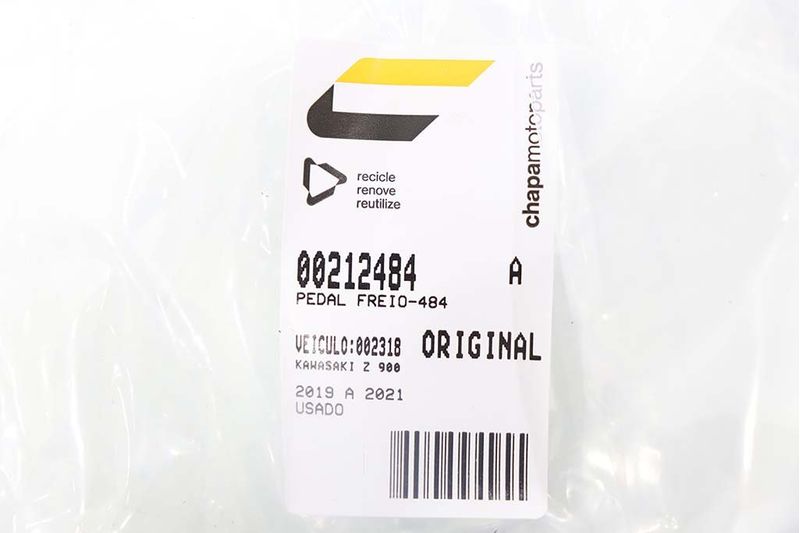 chapamotoparts
recicle
renove
reutilize
00212484 A
PEDAL FREIO-484
VEICULO:002318 ORIGINAL
KAWASAKI Z 900
2019 A 2021
USADO